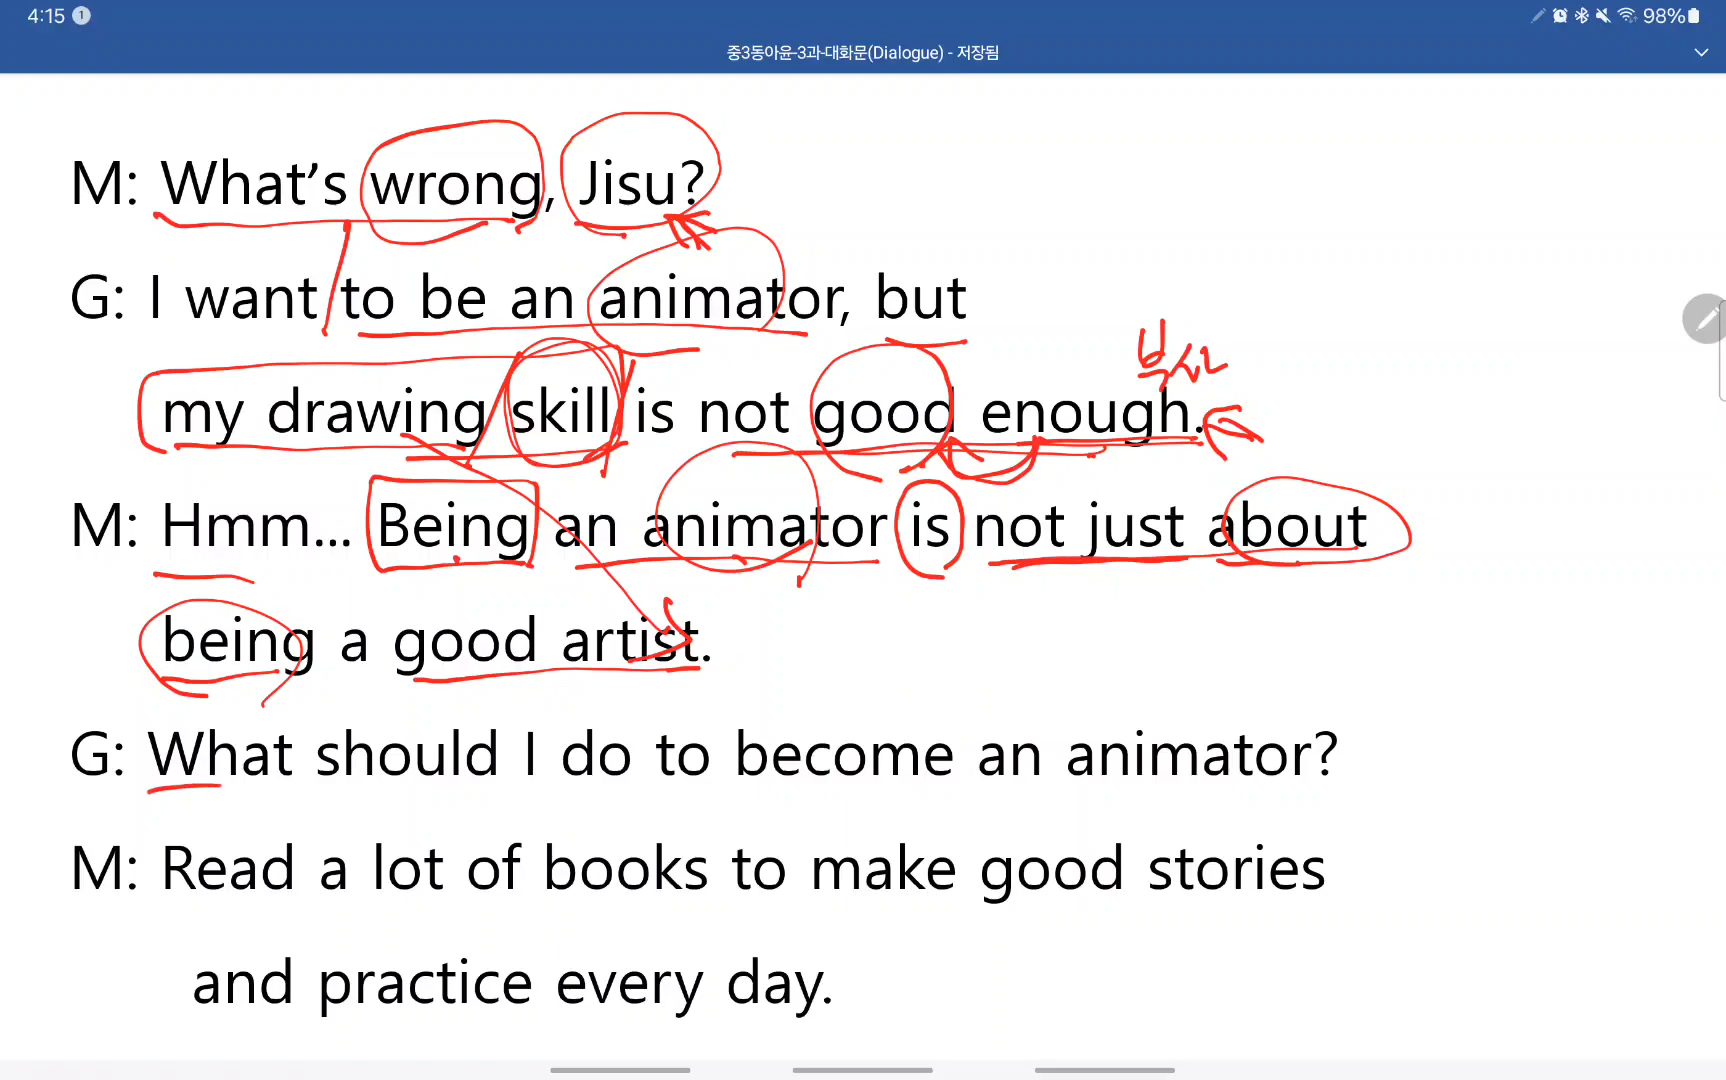 4:15 1 98%
중3동아윤-3과-대화문(Dialogue) - 저장됨
M: What's wrong, Jisu?
G: I want to be an animator, but
부사
my drawing skill is not good enough.
M: Hmm... Being an animator is not just about
being a good artist.
G: What should I do to become an animator?
M: Read a lot of books to make good stories
and practice every day.